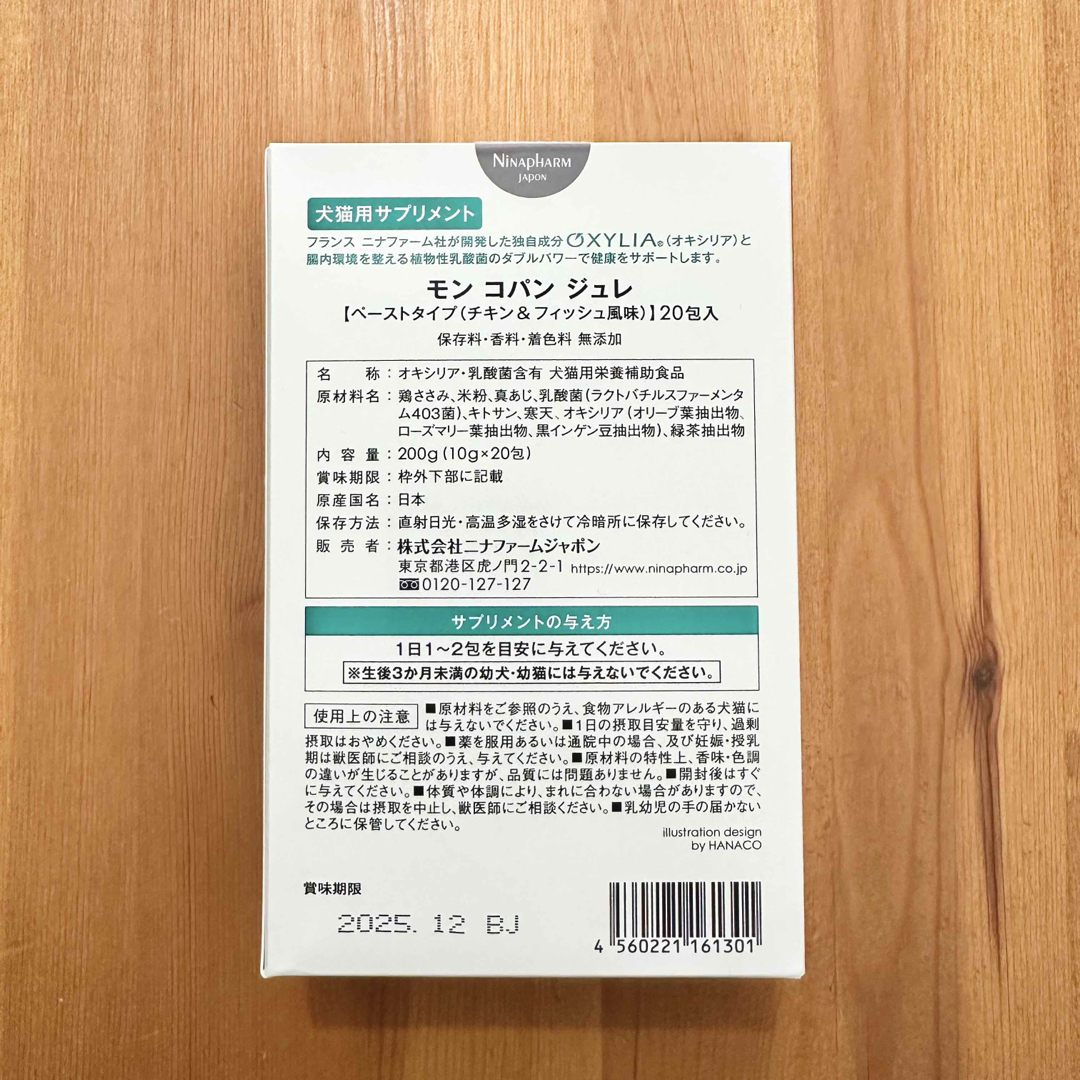 NINAPHARM
JAPON
犬猫用サプリメント
フランス ニナファーム社が開発した独自成分OXYLIA®(オキシリア)と
腸内環境を整える植物性乳酸菌のダブルパワーで健康をサポートします。
モン コパン ジュレ
【ペーストタイプ(チキン&フィッシュ風味)】20包入
保存料・香料・着色料 無添加
名称：オキシリア・乳酸菌含有 犬猫用栄養補助食品
原材料名：鶏ささみ、米粉、真あじ、乳酸菌(ラクトバチルスファーメンタ
ム403菌)、キトサン、寒天、オキシリア(オリーブ葉抽出物、
ローズマリー葉抽出物、黒インゲン豆抽出物)、緑茶抽出物
内容量：200g(10g×20包)
賞味期限：枠外下部に記載
原産国名：日本
保存方法：直射日光・高温多湿をさけて冷暗所に保存してください。
販売者：株式会社ニナファームジャポン
東京都港区虎ノ門2-2-1 https://www.ninapharm.co.jp
0120-127-127
サプリメントの与え方
1日1～2包を目安に与えてください。
※生後3か月未満の幼犬・幼猫には与えないでください。
使用上の注意 ■原材料をご参照のうえ、食物アレルギーのある犬猫に
は与えないでください。■1日の摂取目安量を守り、過剰
摂取はおやめください。■薬を服用あるいは通院中の場合、及び妊娠・授乳
期は獣医師にご相談のうえ、与えてください。■原材料の特性上、香味・色調
の違いが生じることがありますが、品質には問題ありません。■開封後はすぐ
に与えてください。■体質や体調により、まれに合わない場合がありますので、
その場合は摂取を中止し、獣医師にご相談ください。■乳幼児の手の届かない
ところに保管してください。
illustration design
by HANACO
賞味期限
2025. 12 BJ
4 560221 161301